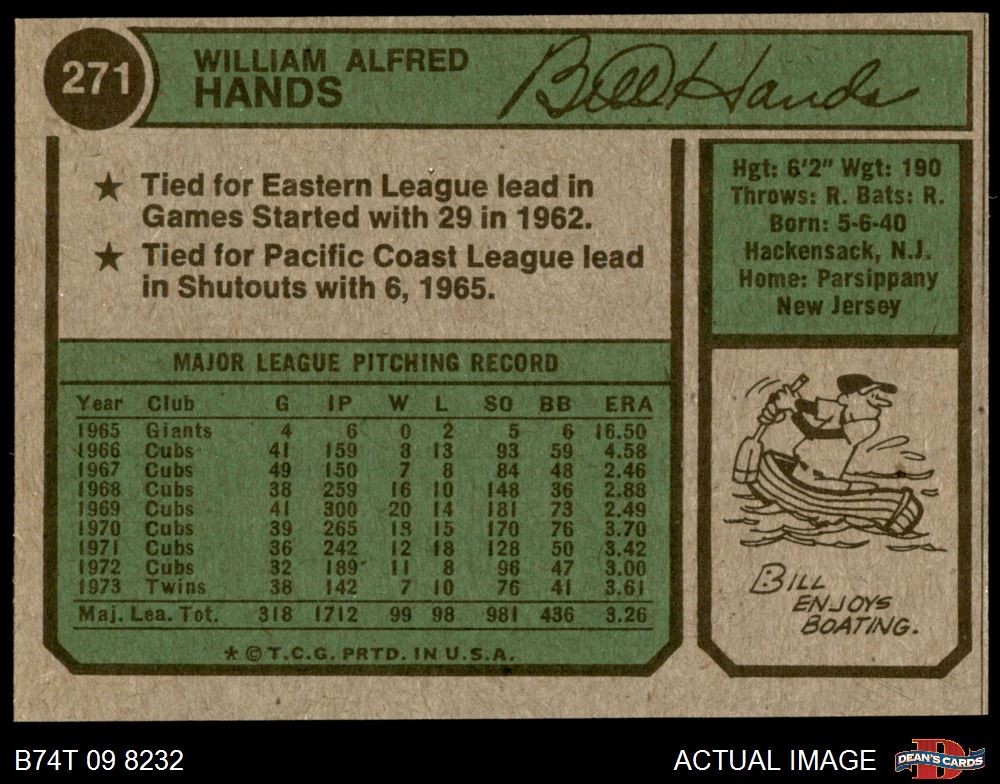 271
WILLIAM ALFRED
HANDS
Bill Hands
★ Tied for Eastern League lead in
Games Started with 29 in 1962.
★ Tied for Pacific Coast League lead
in Shutouts with 6, 1965.
Hgt: 6'2" Wgt: 190
Throws: R. Bats: R.
Born: 5-6-40
Hackensack, N.J.
Home: Parsippany
New Jersey
MAJOR LEAGUE PITCHING RECORD
Year Club G IP W L SO BB ERA
1965 Giants 4 6 0 2 5 6 16.50
1966 Cubs 41 159 8 13 93 59 4.58
1967 Cubs 49 150 7 8 84 48 2.46
1968 Cubs 38 259 16 10 148 36 2.88
1969 Cubs 41 300 20 14 181 73 2.49
1970 Cubs 39 265 18 15 170 76 3.70
1971 Cubs 36 242 12 18 128 50 3.42
1972 Cubs 32 189 11 8 96 47 3.00
1973 Twins 38 142 7 10 76 41 3.61
Maj. Lea. Tot. 318 1712 99 98 981 436 3.26
* © T.C.G. PRTD. IN U.S.A.
BILL
ENJOYS
BOATING.
B74T 09 8232
ACTUAL IMAGE
D
DEAN'S CARDS